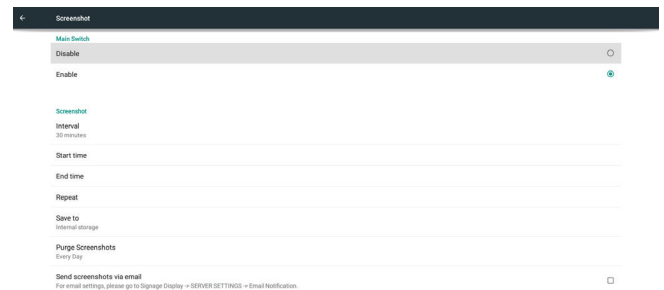 Screenshot
Main Switch
Disable
Enable
Screenshot
Interval
30 minutes
Start time
End time
Repeat
Save to
Internal storage
Purge Screenshots
Every Day
Send screenshots via email
For email settings, please go to Signage Display -> SERVER SETTINGS -> Email Notification.